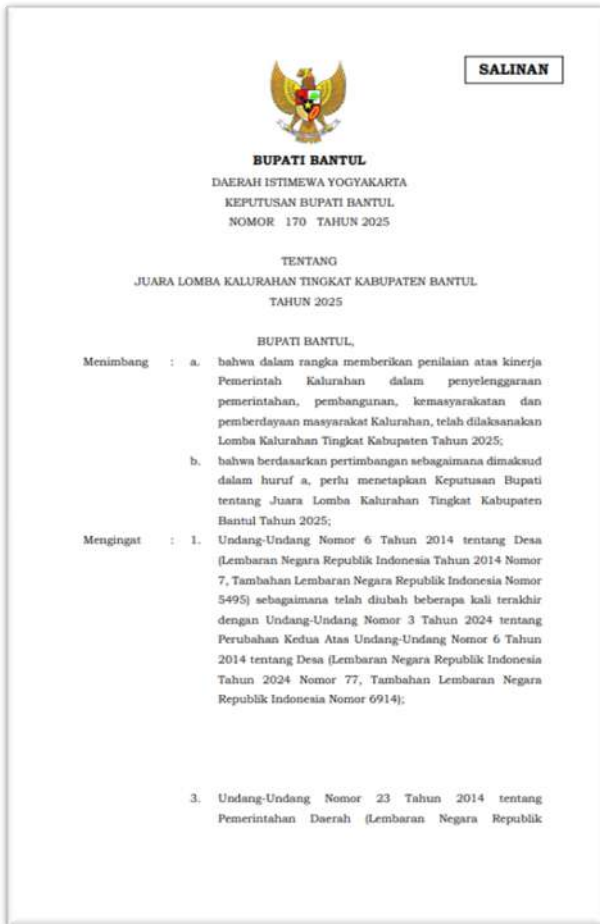 SALINAN
BUPATI BANTUL
DAERAH ISTIMEWA YOGYAKARTA
KEPUTUSAN BUPATI BANTUL
NOMOR 170 TAHUN 2025
TENTANG
JUARA LOMBA KALURAHAN TINGKAT KABUPATEN BANTUL
TAHUN 2025
BUPATI BANTUL,
Menimbang : a. bahwa dalam rangka memberikan penilaian atas kinerja
Pemerintah Kalurahan dalam penyelenggaraan
pemerintahan, pembangunan, kemasyarakatan dan
pemberdayaan masyarakat Kalurahan, telah dilaksanakan
Lomba Kalurahan Tingkat Kabupaten Tahun 2025;
b. bahwa berdasarkan pertimbangan sebagaimana dimaksud
dalam huruf a, perlu menetapkan Keputusan Bupati
tentang Juara Lomba Kalurahan Tingkat Kabupaten
Bantul Tahun 2025;
Mengingat : 1. Undang-Undang Nomor 6 Tahun 2014 tentang Desa
(Lembaran Negara Republik Indonesia Tahun 2014 Nomor
7, Tambahan Lembaran Negara Republik Indonesia Nomor
5495) sebagaimana telah diubah beberapa kali terakhir
dengan Undang-Undang Nomor 3 Tahun 2024 tentang
Perubahan Kedua Atas Undang-Undang Nomor 6 Tahun
2014 tentang Desa (Lembaran Negara Republik Indonesia
Tahun 2024 Nomor 77, Tambahan Lembaran Negara
Republik Indonesia Nomor 6914);
3. Undang-Undang Nomor 23 Tahun 2014 tentang
Pemerintahan Daerah (Lembaran Negara Republik